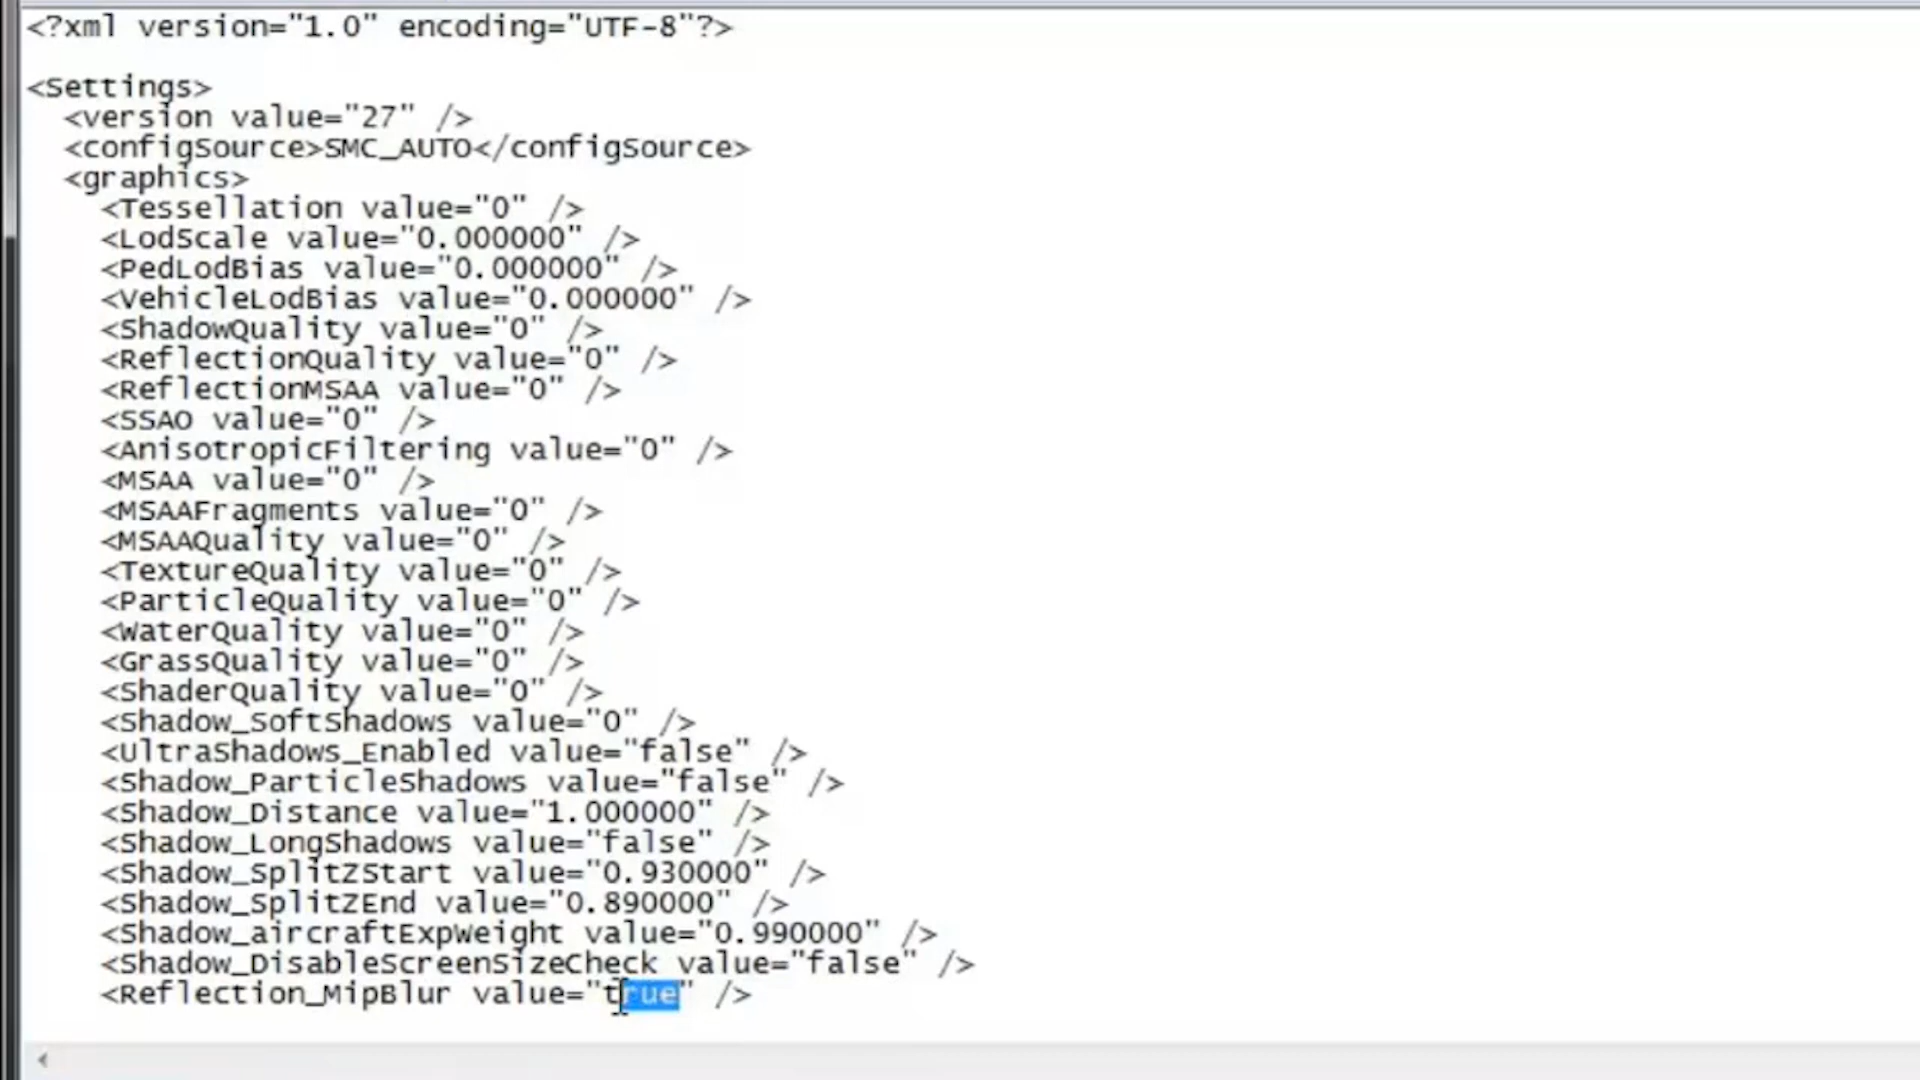 <?xml version="1.0" encoding="UTF-8"?>
<Settings>
<version value="27" />
<configSource>SMC_AUTO</configSource>
<graphics>
<Tessellation value="0" />
<LodScale value="0.000000" />
<PedLodBias value="0.000000" />
<VehicleLodBias value="0.000000" />
<ShadowQuality value="0" />
<ReflectionQuality value="0" />
<ReflectionMSAA value="0" />
<SSAO value="0" />
<AnisotropicFiltering value="0" />
<MSAA value="0" />
<MSAAFragments value="0" />
<MSAAQuality value="0" />
<TextureQuality value="0" />
<ParticleQuality value="0" />
<WaterQuality value="0" />
<GrassQuality value="0" />
<ShaderQuality value="0" />
<Shadow_SoftShadows value="0" />
<UltraShadows_Enabled value="false" />
<Shadow_ParticleShadows value="false" />
<Shadow_Distance value="1.000000" />
<Shadow_LongShadows value="false" />
<Shadow_SplitZStart value="0.930000" />
<Shadow_SplitZEnd value="0.890000" />
<Shadow_aircraftExpWeight value="0.990000" />
<Shadow_DisableScreenSizeCheck value="false" />
<Reflection_MipBlur value="true" />